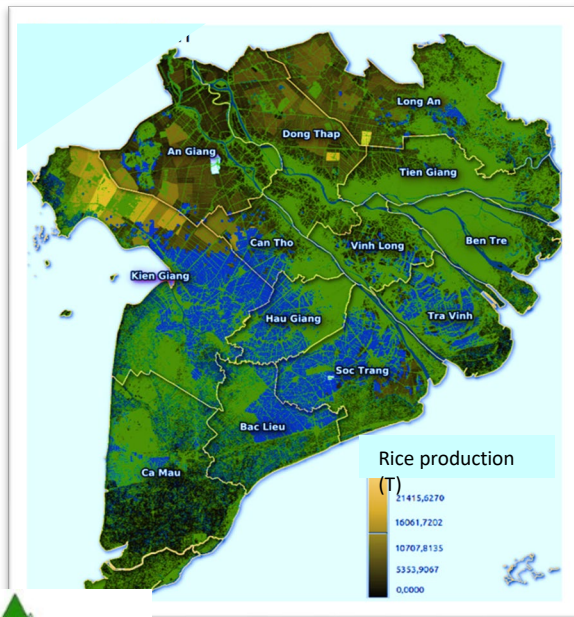 Long An
Dong Thap
An Giang
Tien Giang
Can Tho
Vinh Long
Ben Tre
Kien Giang
Hau Giang
Tra Vinh
Soc Trang
Bac Lieu
Ca Mau
Rice production
(T)
21415,6270
16061,7202
10707,8135
5353,9067
0,0000